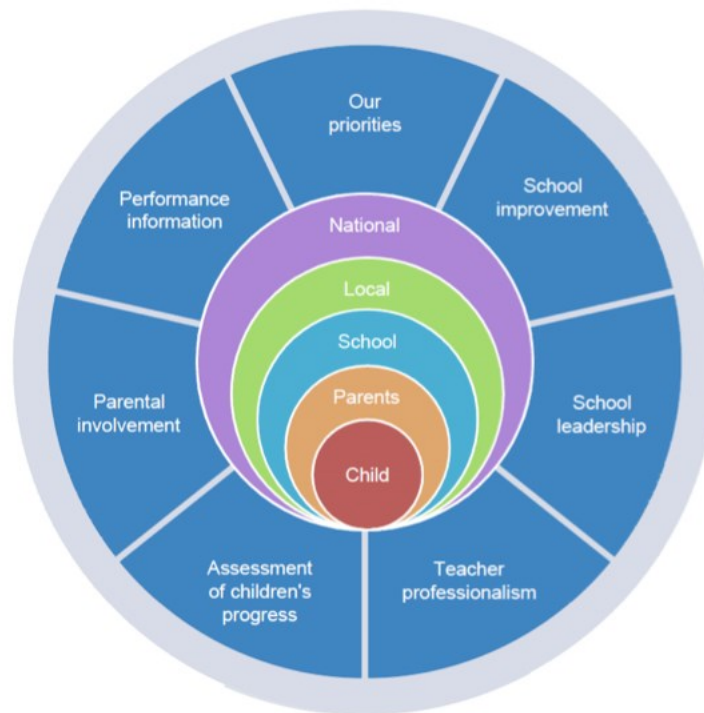 Our
priorities
School
improvement
School
leadership
Teacher
professionalism
Assessment
of children's
progress
Parental
involvement
Performance
information
National
Local
School
Parents
Child